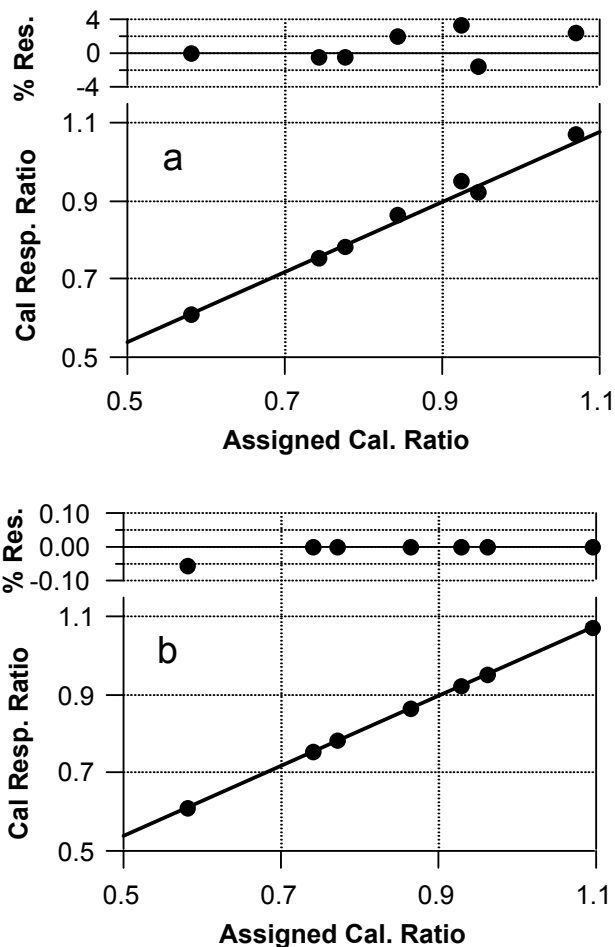 4
0
-4
% Res.
a
1.1
0.9
0.7
0.5
Cal Resp. Ratio
0.5 0.7 0.9 1.1
Assigned Cal. Ratio
0.10
0.00
-0.10
% Res.
b
1.1
0.9
0.7
0.5
Cal Resp. Ratio
0.5 0.7 0.9 1.1
Assigned Cal. Ratio